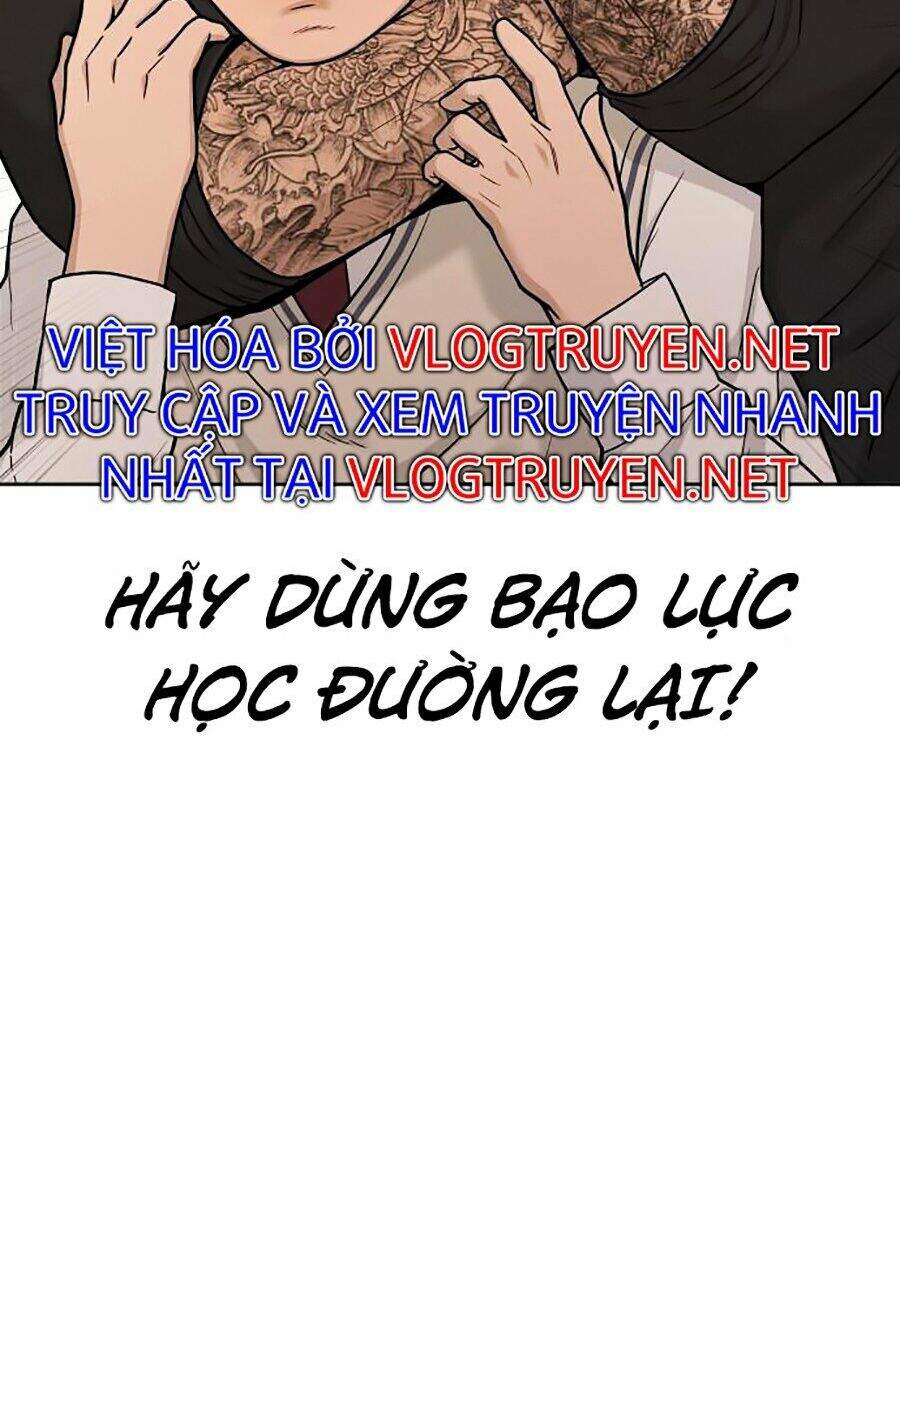 VIỆT HÓA BỞI VLOGTRUYEN.NET
TRUY CẬP VÀ XEM TRUYỆN NHANH
NHẤT TẠI VLOGTRUYEN.NET
HÃY DỪNG BẠO LỰC
HỌC ĐƯỜNG LẠI!